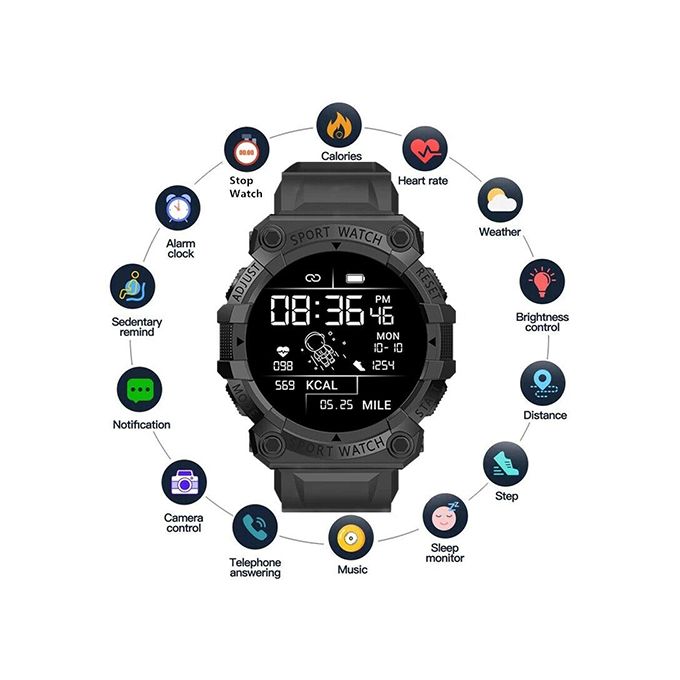 Calories
Heart rate
Weather
Brightness
control
Distance
Step
Sleep
monitor
Music
Telephone
answering
Camera
control
Notification
Sedentary
remind
Alarm
clock
Stop
Watch
00.00
SPORT WATCH
ADJUST
RESET
08:36 PM 46
MON
10-10
098
1254
569 KCAL
05.25 MILE
SPORT WATCH